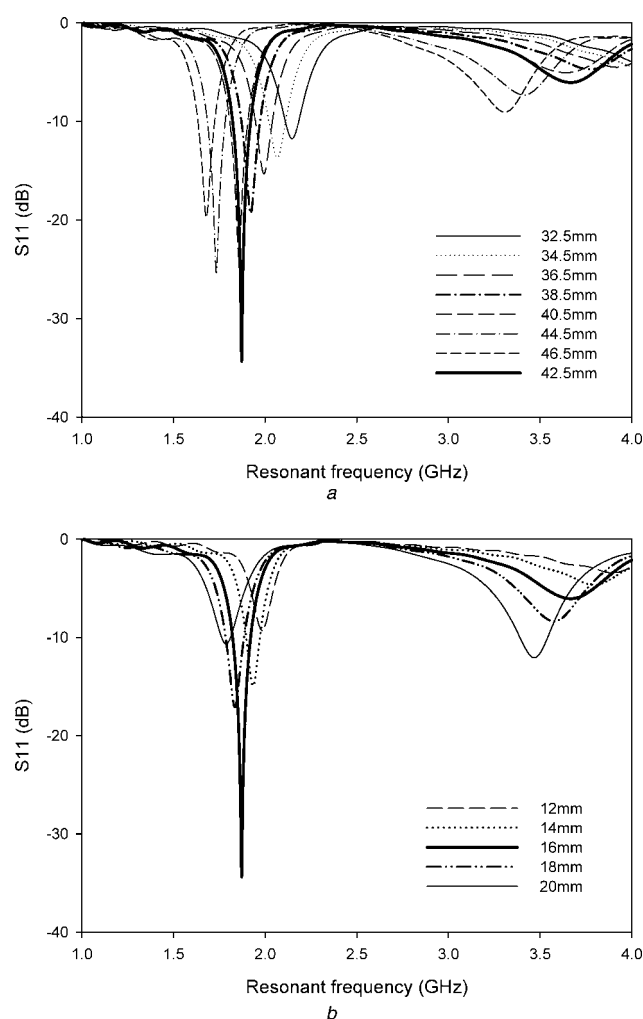 0
-10
-20
-30
-40
S11 (dB)
32.5mm
34.5mm
36.5mm
38.5mm
40.5mm
44.5mm
46.5mm
42.5mm
1.0 1.5 2.0 2.5 3.0 3.5 4.0
Resonant frequency (GHz)
a
0
-10
-20
-30
-40
S11 (dB)
12mm
14mm
16mm
18mm
20mm
1.0 1.5 2.0 2.5 3.0 3.5 4.0
Resonant frequency (GHz)
b